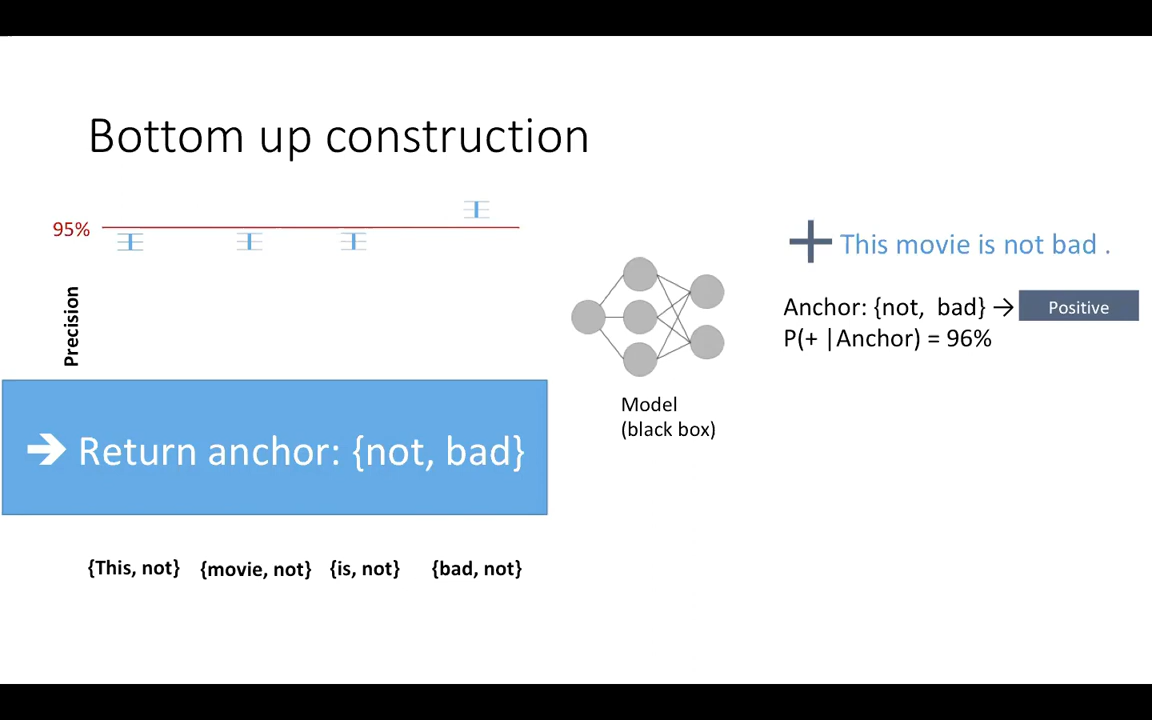 Bottom up construction
95%
Precision
➔ Return anchor: {not, bad}
{This, not} {movie, not} {is, not} {bad, not}
Model
(black box)
+ This movie is not bad .
Anchor: {not, bad} → Positive
P(+ |Anchor) = 96%